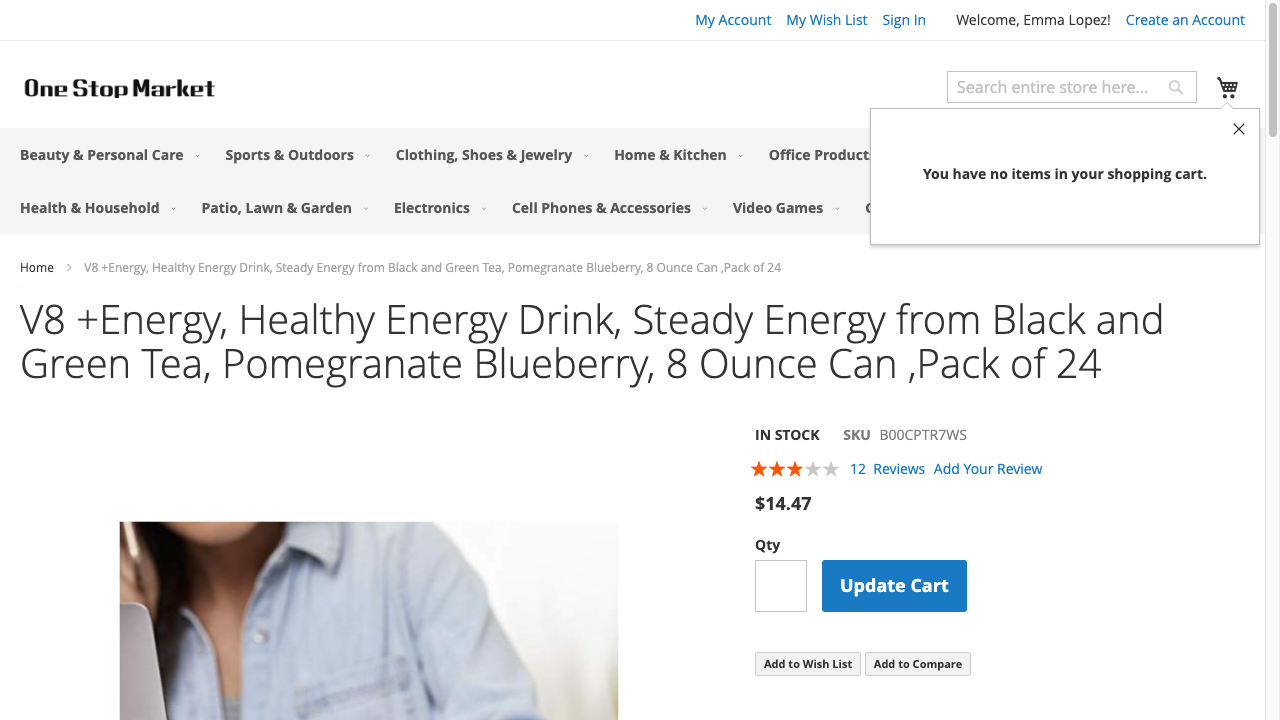 My Account My Wish List Sign In Welcome, Emma Lopez! Create an Account
One Stop Market
Search entire store here...
You have no items in your shopping cart.
Beauty & Personal Care Sports & Outdoors Clothing, Shoes & Jewelry Home & Kitchen Office Products
Health & Household Patio, Lawn & Garden Electronics Cell Phones & Accessories Video Games
Home V8 +Energy, Healthy Energy Drink, Steady Energy from Black and Green Tea, Pomegranate Blueberry, 8 Ounce Can ,Pack of 24
V8 +Energy, Healthy Energy Drink, Steady Energy from Black and
Green Tea, Pomegranate Blueberry, 8 Ounce Can ,Pack of 24
IN STOCK SKU B00CPTR7WS
12 Reviews Add Your Review
$14.47
Qty
Update Cart
Add to Wish List Add to Compare